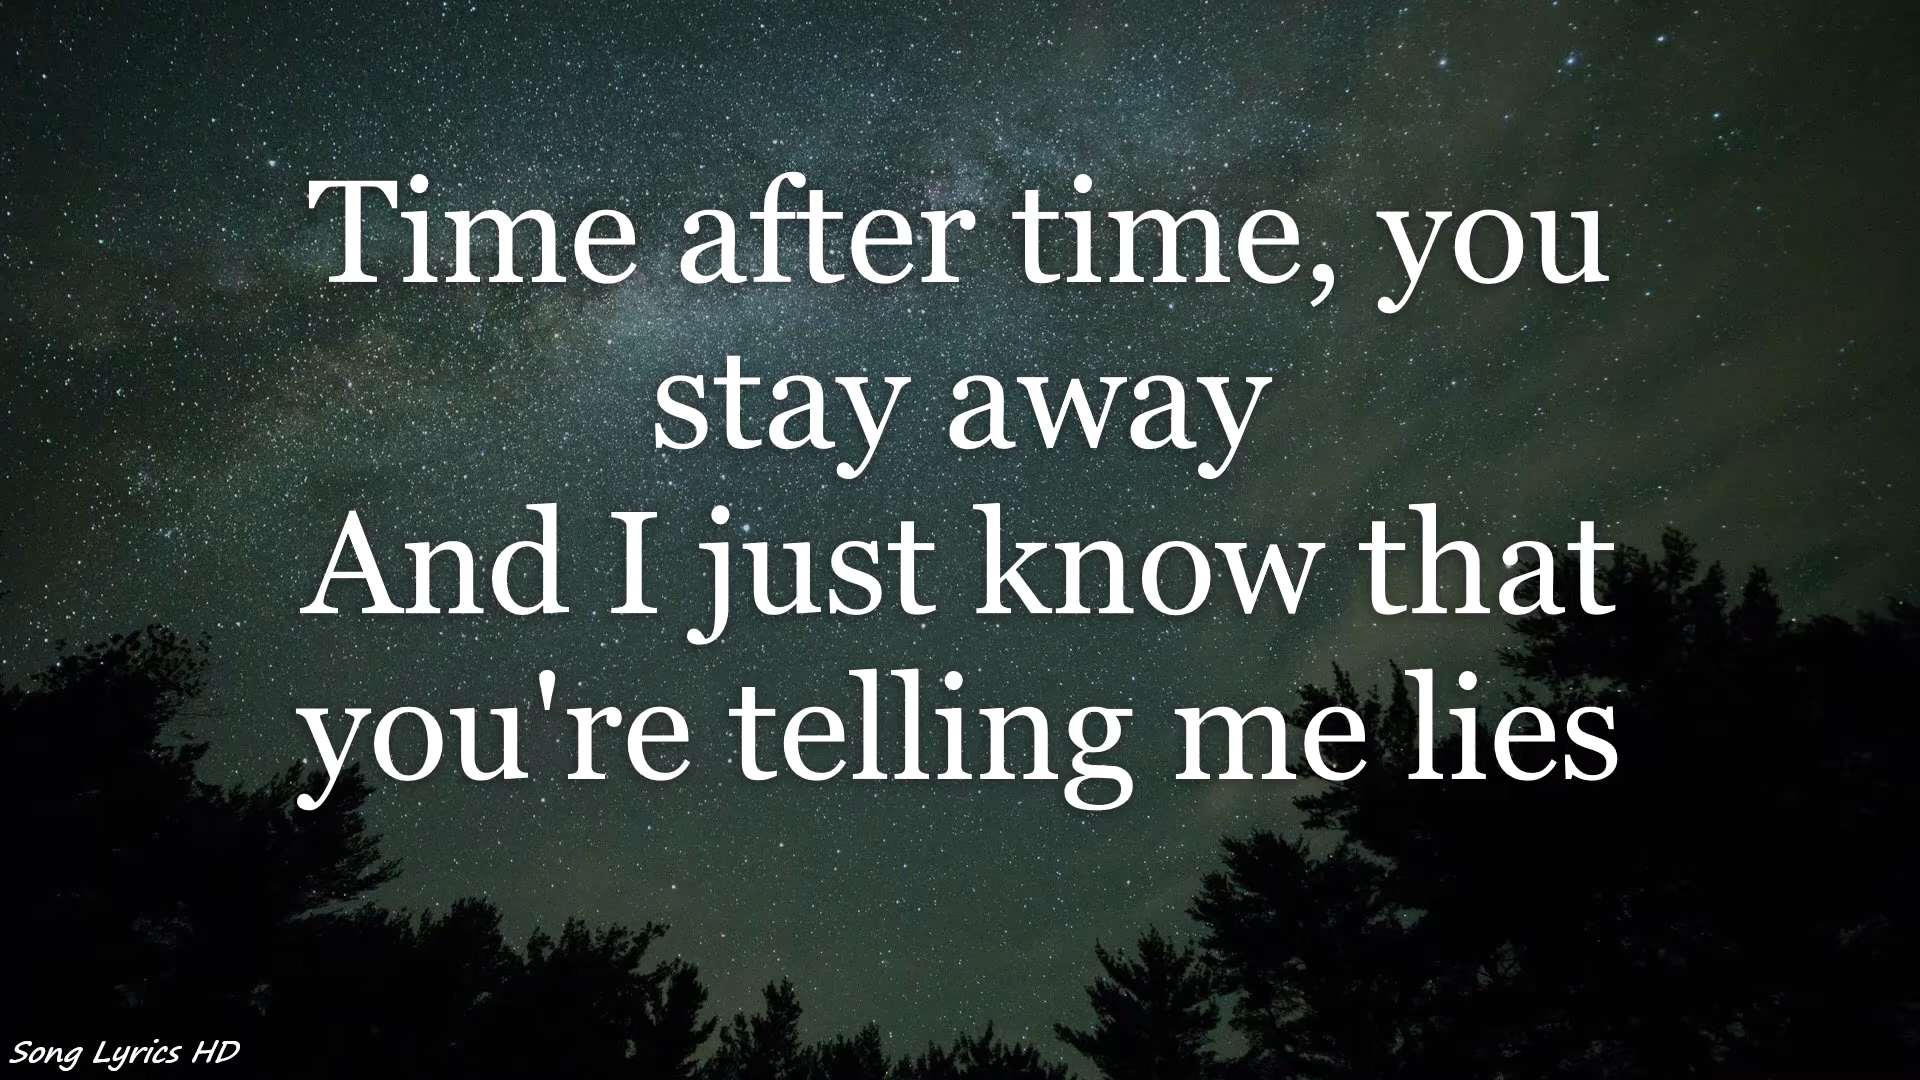 Time after time, you
stay away
And I just know that
you're telling me lies
Song Lyrics HD